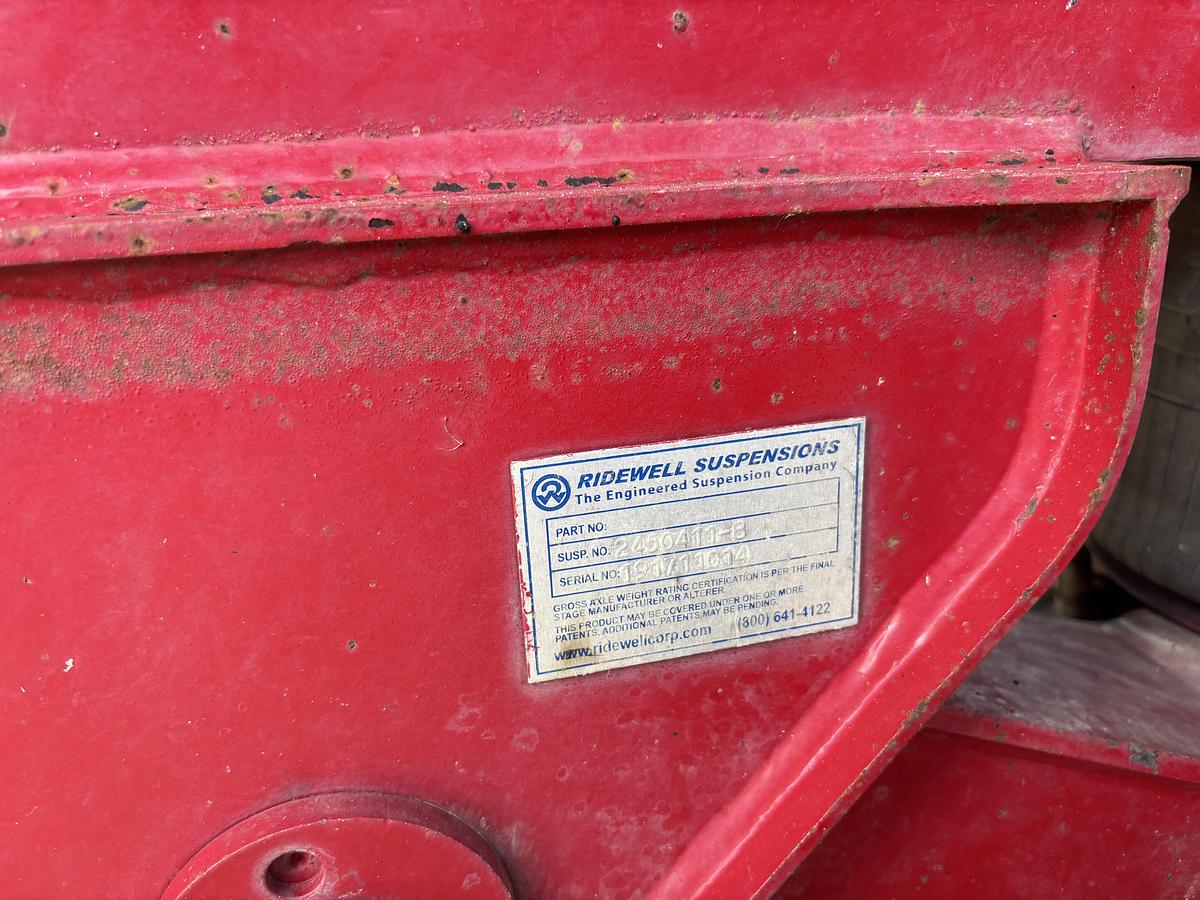 RIDEWELL SUSPENSIONS
The Engineered Suspension Company
PART NO:
SUSP. NO: 2450411-B
SERIAL NO:
GROSS AXLE WEIGHT RATING CERTIFICATION IS PER THE FINAL
STAGE MANUFACTURER OR ALTERER.
THIS PRODUCT MAY BE COVERED UNDER ONE OR MORE
PATENTS. ADDITIONAL PATENTS MAY BE PENDING.
www.ridewellcorp.com (800) 641-4122